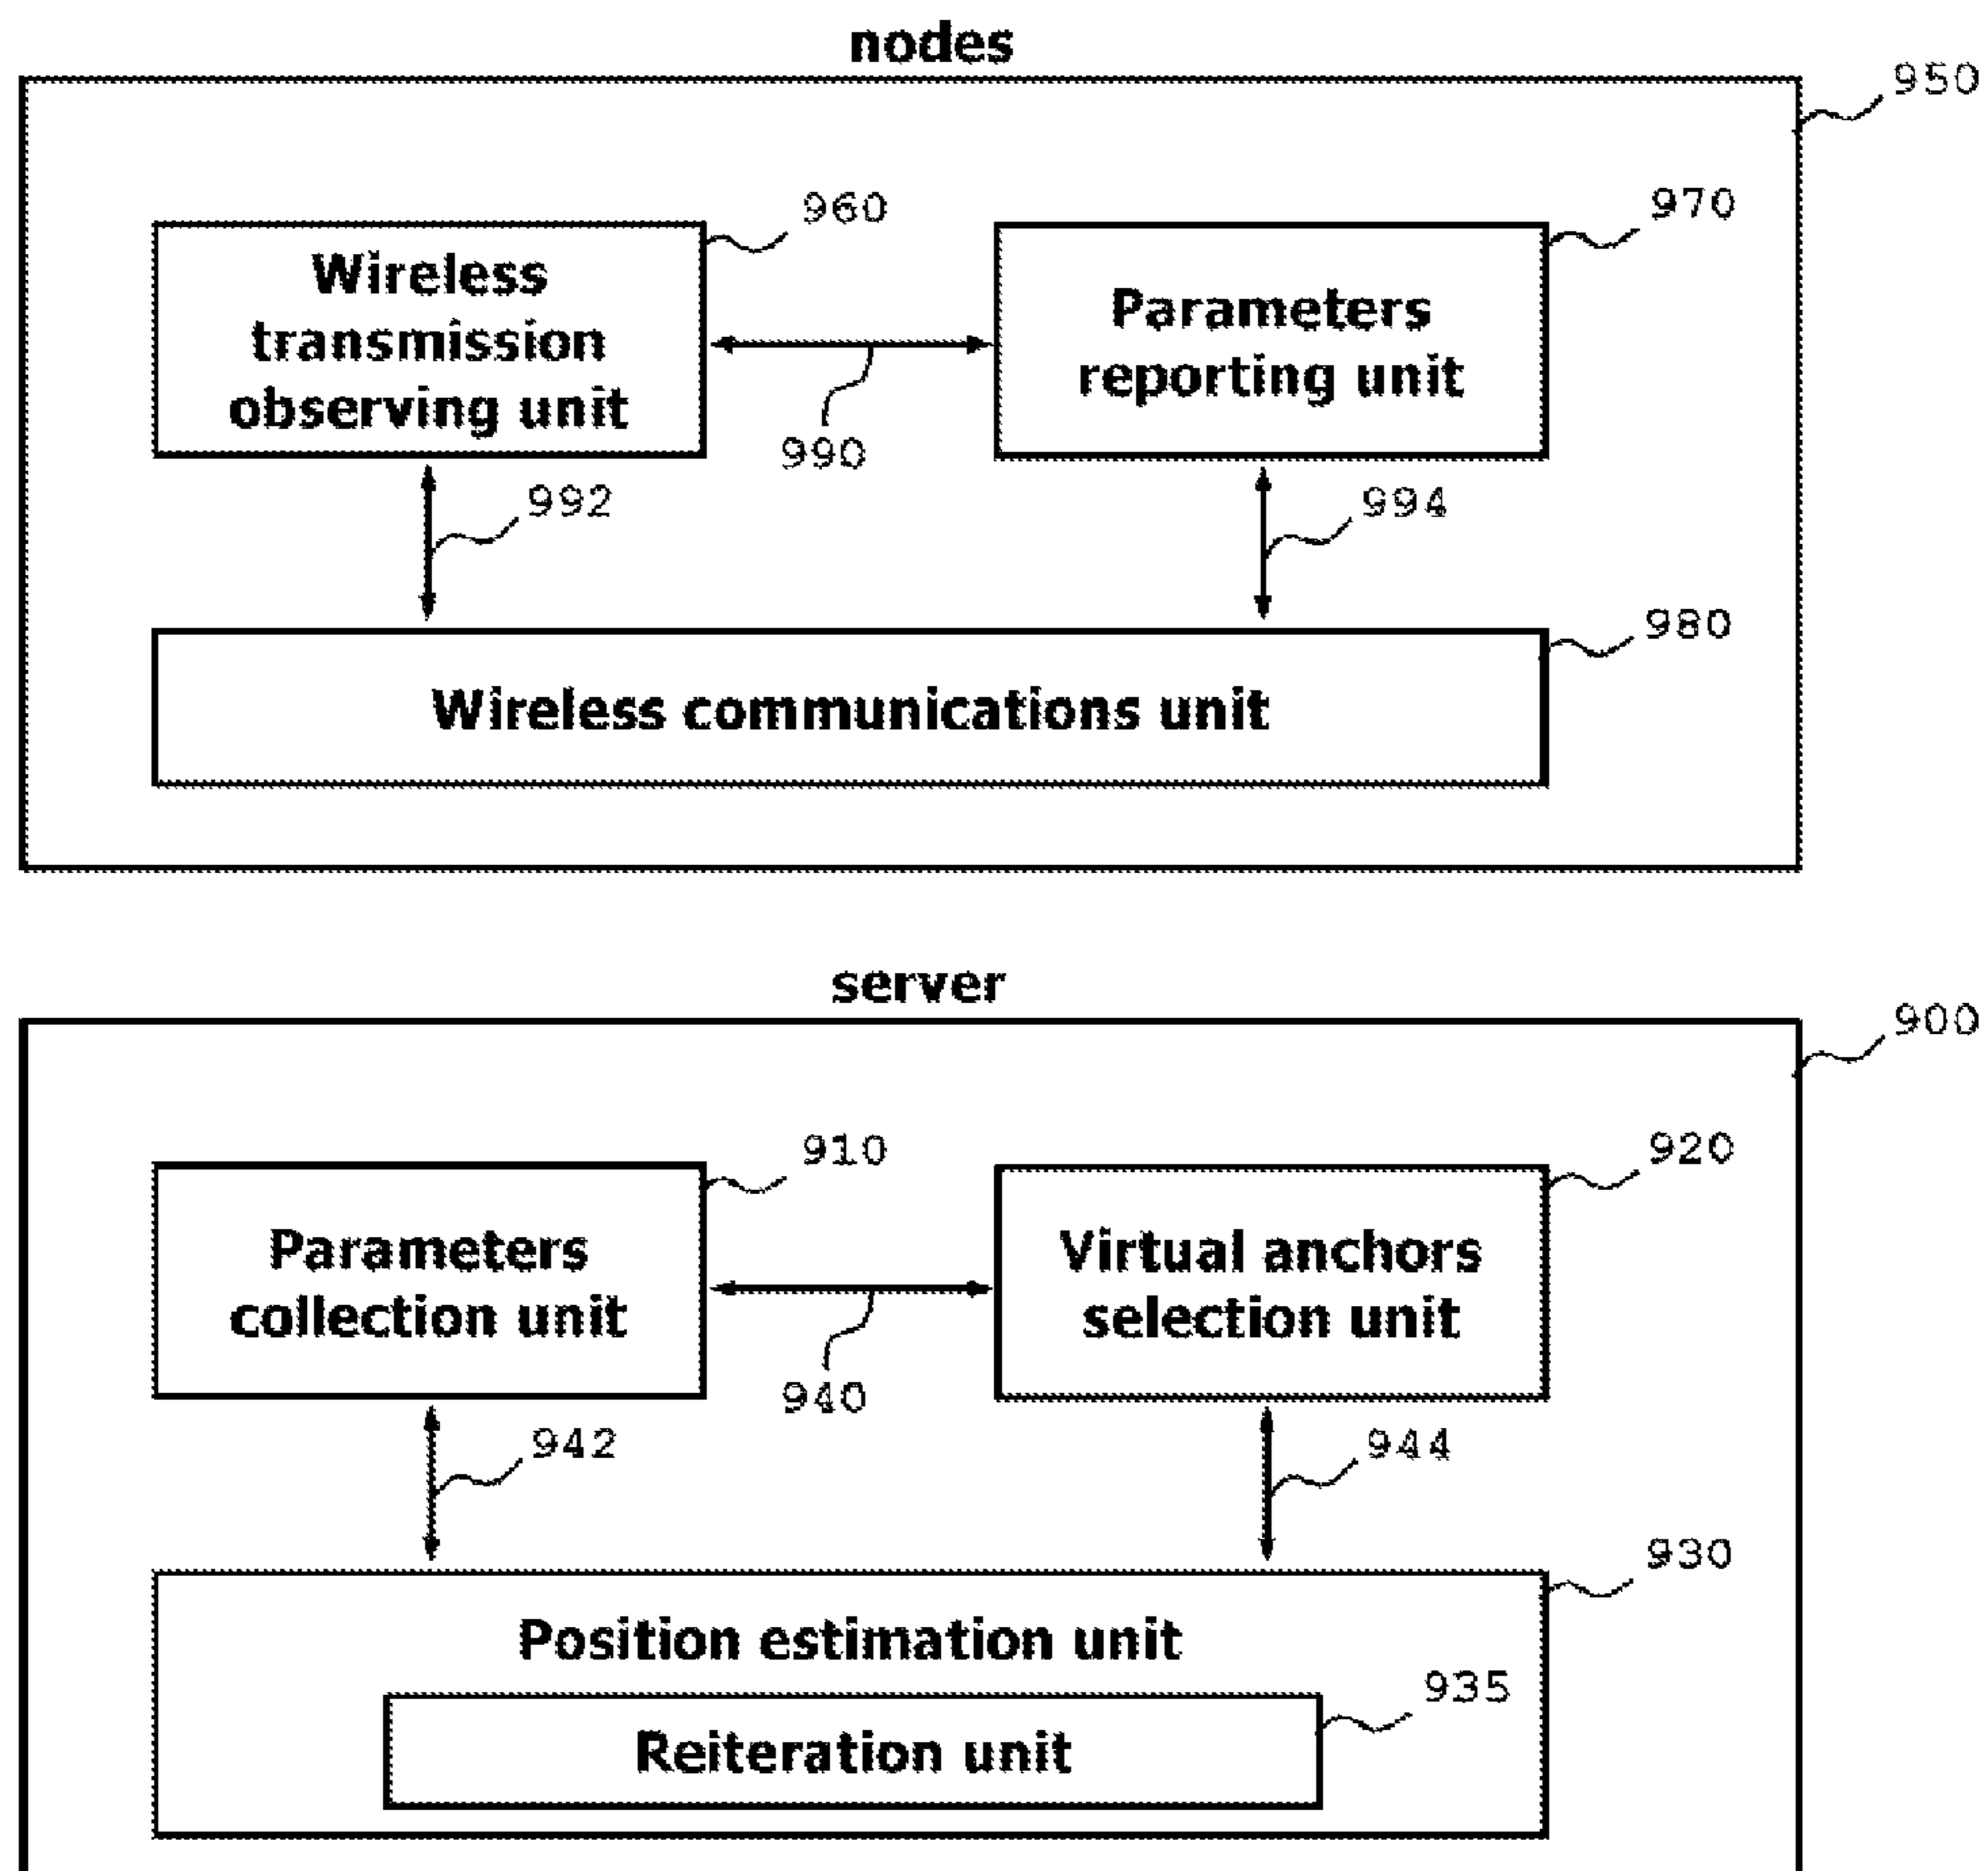 nodes
950
960
970
Wireless
transmission
observing unit
Parameters
reporting unit
990
992
994
980
Wireless communications unit
server
900
910
920
Parameters
collection unit
Virtual anchors
selection unit
940
942
944
930
Position estimation unit
935
Reiteration unit